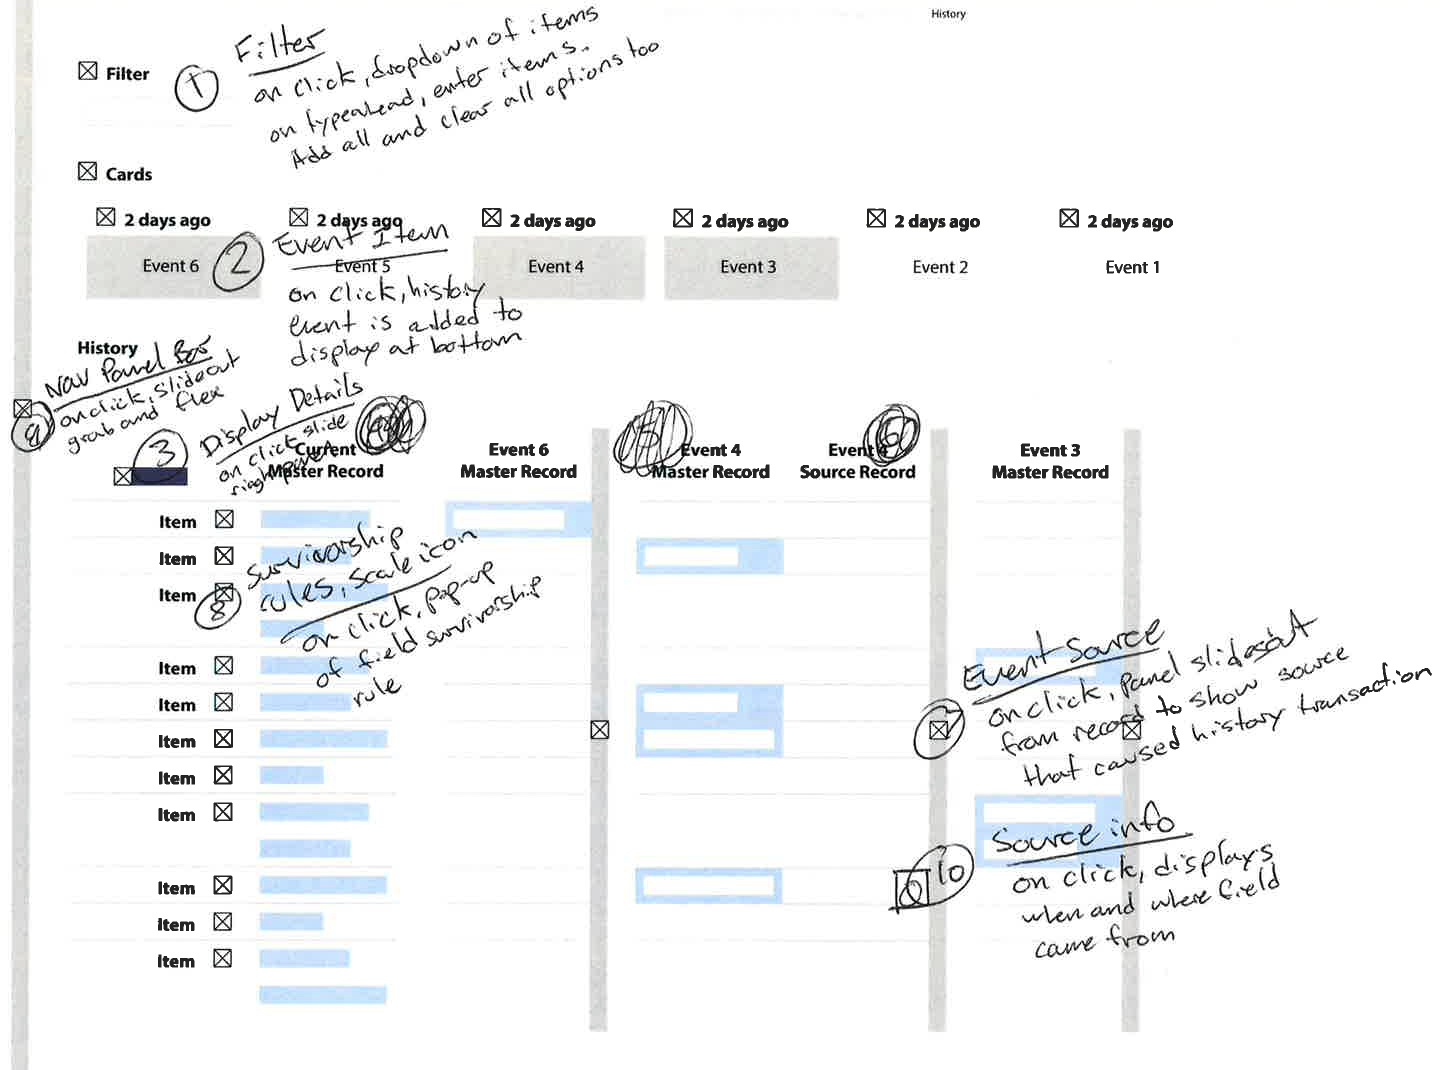 History
Filter
1
Filter
on click, dropdown of items
on typeahead, enter items..
Add all and clear all options too
Cards
2 days ago
2 days ago
2 days ago
2 days ago
2 days ago
2 days ago
Event 6
Event 5
Event 4
Event 3
Event 2
Event 1
2
Event Item
on click, history
event is added to
display at bottom
History
9
Nav Panel Bar
on click, slideout
grab and flex
3
Display Details
on click slide
right panel
Current
Master Record
Event 6
Master Record
5
Event 4
Master Record
6
Event 4
Source Record
Event 3
Master Record
Item
Item
Item
8
survivorship
rules, scale icon
on click, pop-up
of field survivorship
rule
Item
Item
Item
Item
Item
Item
Item
Item
7
Event Source
on click, panel slides out
from record to show source
that caused history transaction
10
Source info
on click, displays
when and where field
came from